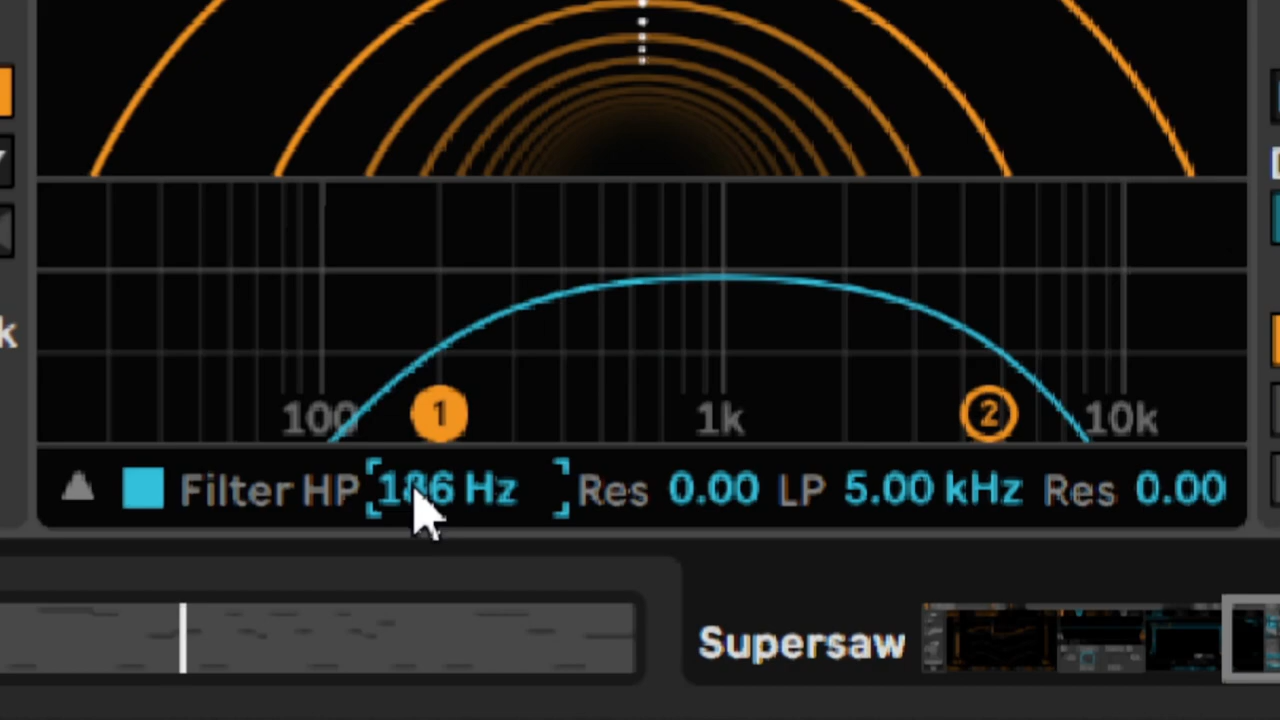 k
100 1 1k 2 10k
Filter HP 186 Hz Res 0.00 LP 5.00 kHz Res 0.00
Supersaw